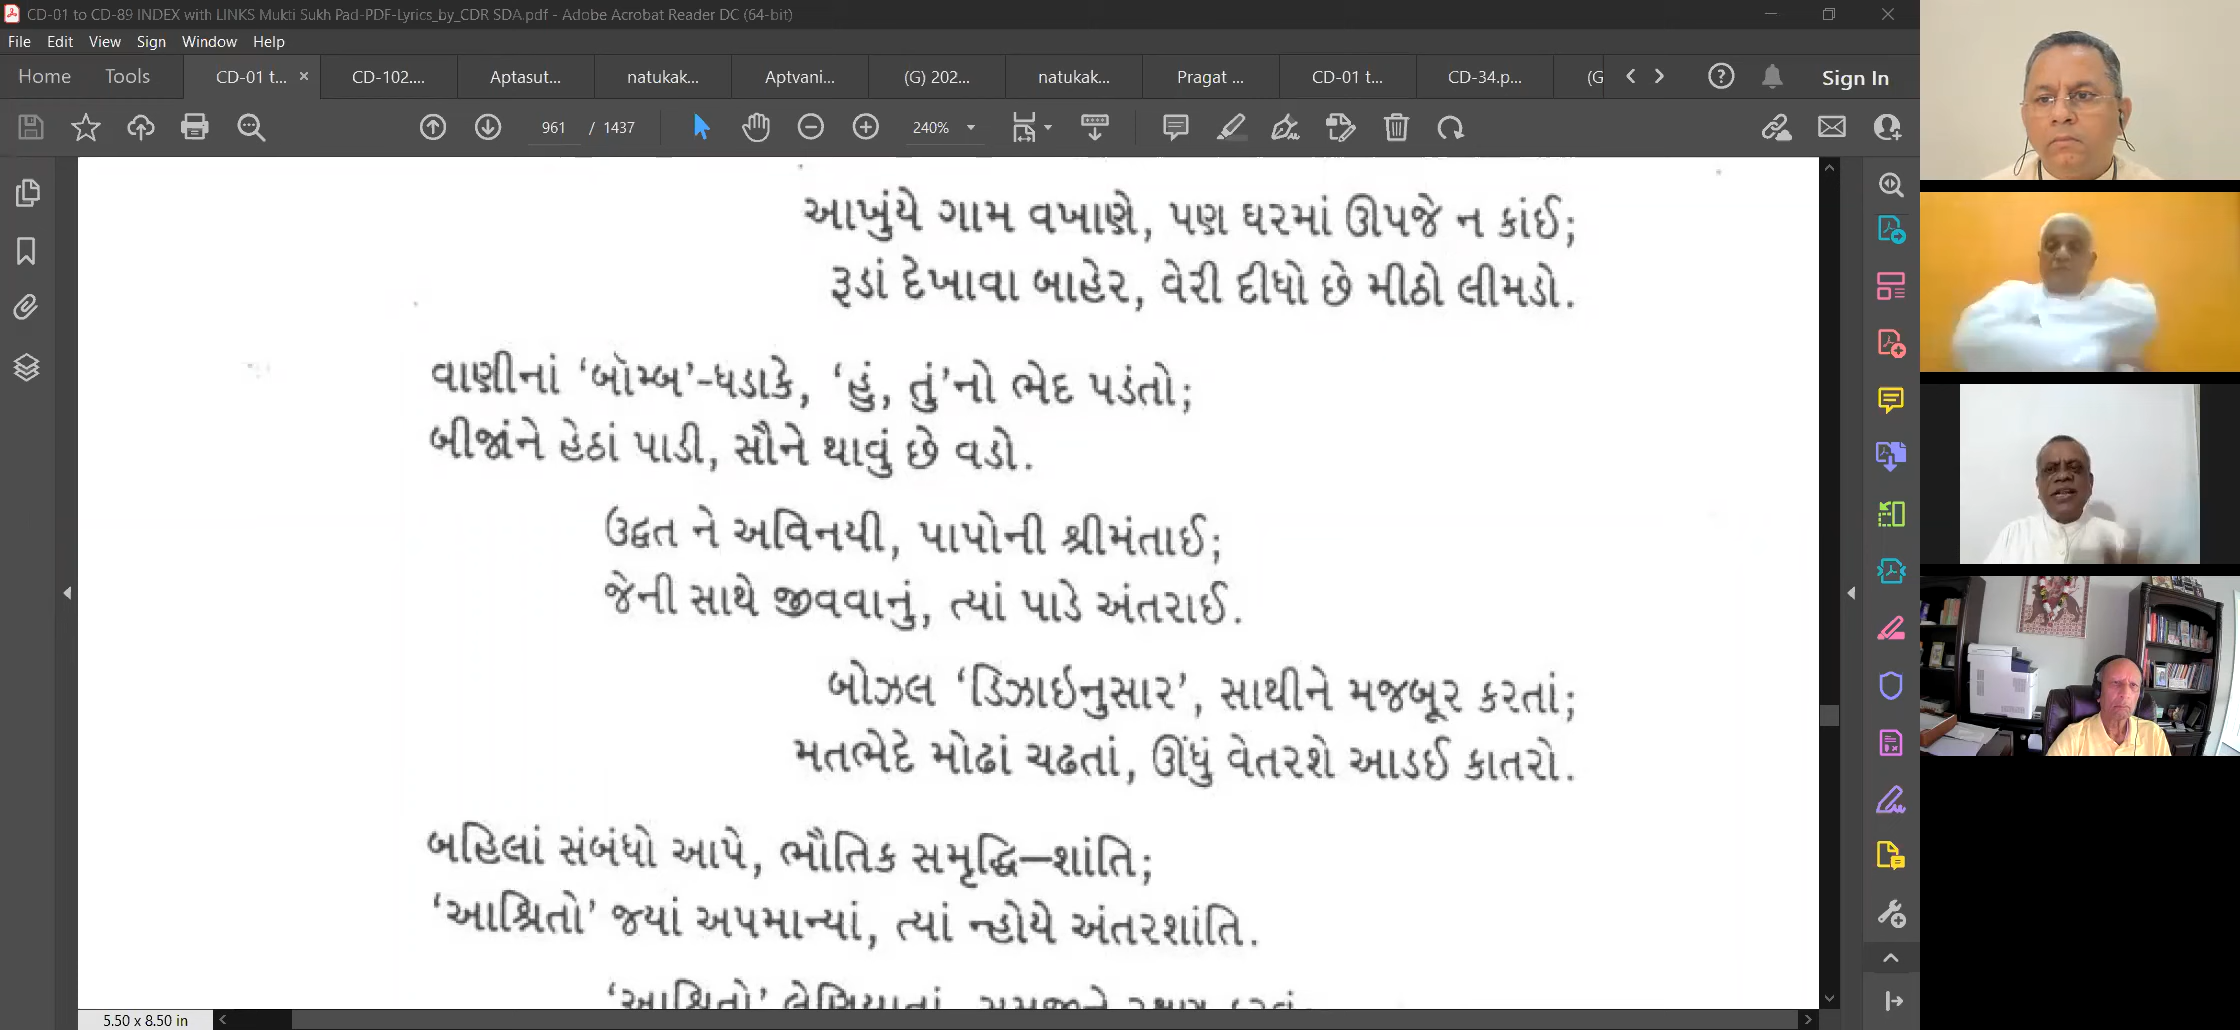 CD-01 to CD-89 INDEX with LINKS Mukti Sukh Pad-PDF-Lyrics_by_CDR SDA.pdf - Adobe Acrobat Reader DC (64-bit)
File Edit View Sign Window Help
Home Tools CD-01 t... CD-102.... Aptasut... natukak... Aptvani... (G) 202... natukak... Pragat ... CD-01 t... CD-34.p... (G Sign In
961 / 1437 240%
આખુંયે ગામ વખાણે, પણ ઘરમાં ઊપજે ન કાંઈ;
રૂડાં દેખાવા બાહેર, વેરી દીધો છે મીઠો લીમડો.
વાણીનાં ‘બૉમ્બ’-ધડાકે, ‘હું, તું’નો ભેદ પડંતો;
બીજાંને હેઠાં પાડી, સૌને થાવું છે વડો.
ઉદ્ધત ને અવિનયી, પાપોની શ્રીમંતાઈ;
જેની સાથે જીવવાનું, ત્યાં પાડે અંતરાઈ.
બોઝલ ‘ડિઝાઇનુસાર’, સાથીને મજબૂર કરતાં;
મતભેદે મોઢાં ચઢતાં, ઊંધું વેતરશે આડઈ કાતરો.
બહિલાં સંબંધો આપે, ભૌતિક સમૃદ્ધિ—શાંતિ;
‘આશ્રિતો’ જ્યાં અપમાન્યાં, ત્યાં ન્હોયે અંતરશાંતિ.
5.50 x 8.50 in